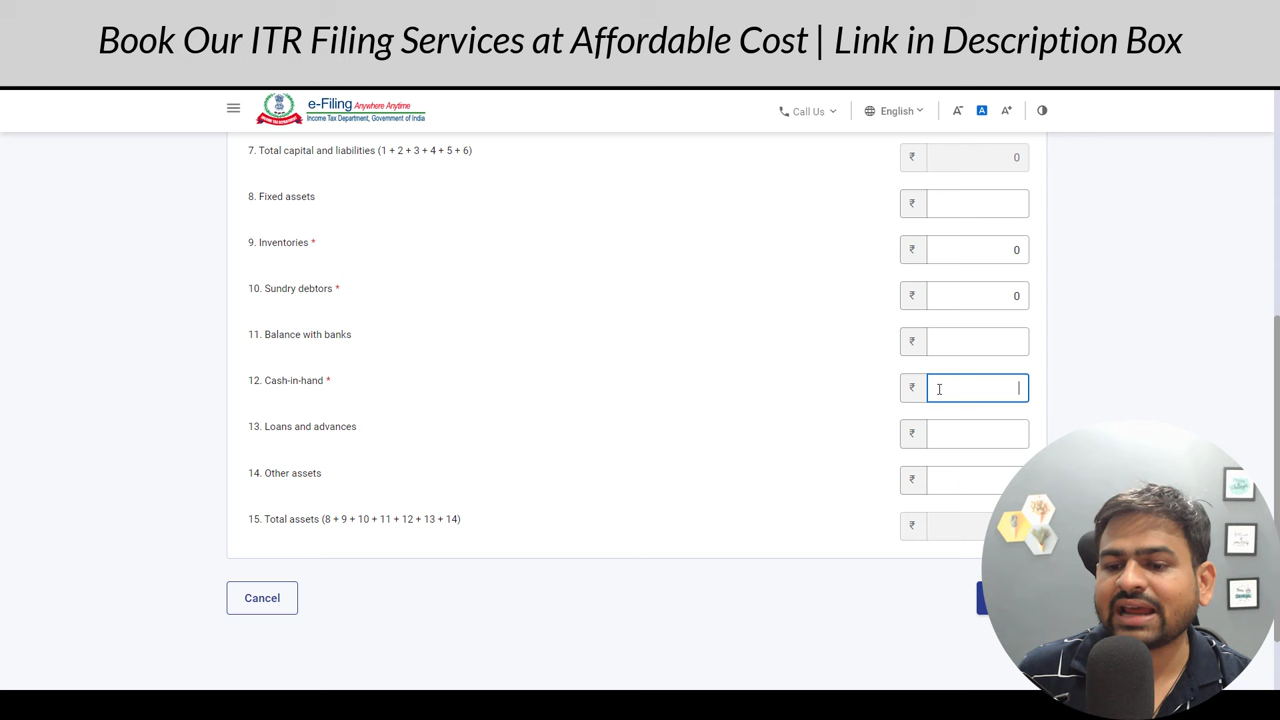 Book Our ITR Filing Services at Affordable Cost | Link in Description Box
e-Filing Anywhere Anytime
Income Tax Department, Government of India
Call Us
English
A-
A
A+
7. Total capital and liabilities (1 + 2 + 3 + 4 + 5 + 6)
₹ 0
8. Fixed assets
₹
9. Inventories *
₹ 0
10. Sundry debtors *
₹ 0
11. Balance with banks
₹
12. Cash-in-hand *
₹
13. Loans and advances
₹
14. Other assets
₹
15. Total assets (8 + 9 + 10 + 11 + 12 + 13 + 14)
₹
Cancel